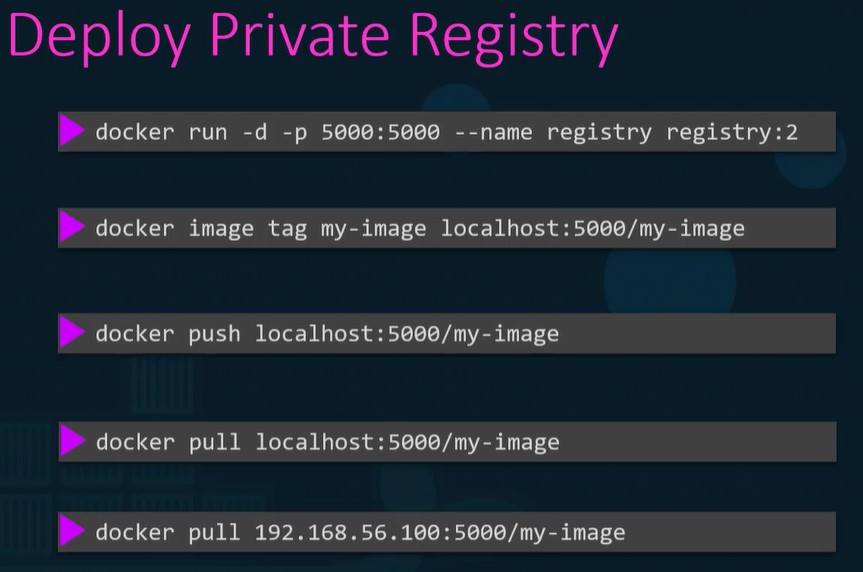 Deploy Private Registry
docker run -d -p 5000:5000 --name registry registry:2
docker image tag my-image localhost:5000/my-image
docker push localhost:5000/my-image
docker pull localhost:5000/my-image
docker pull 192.168.56.100:5000/my-image